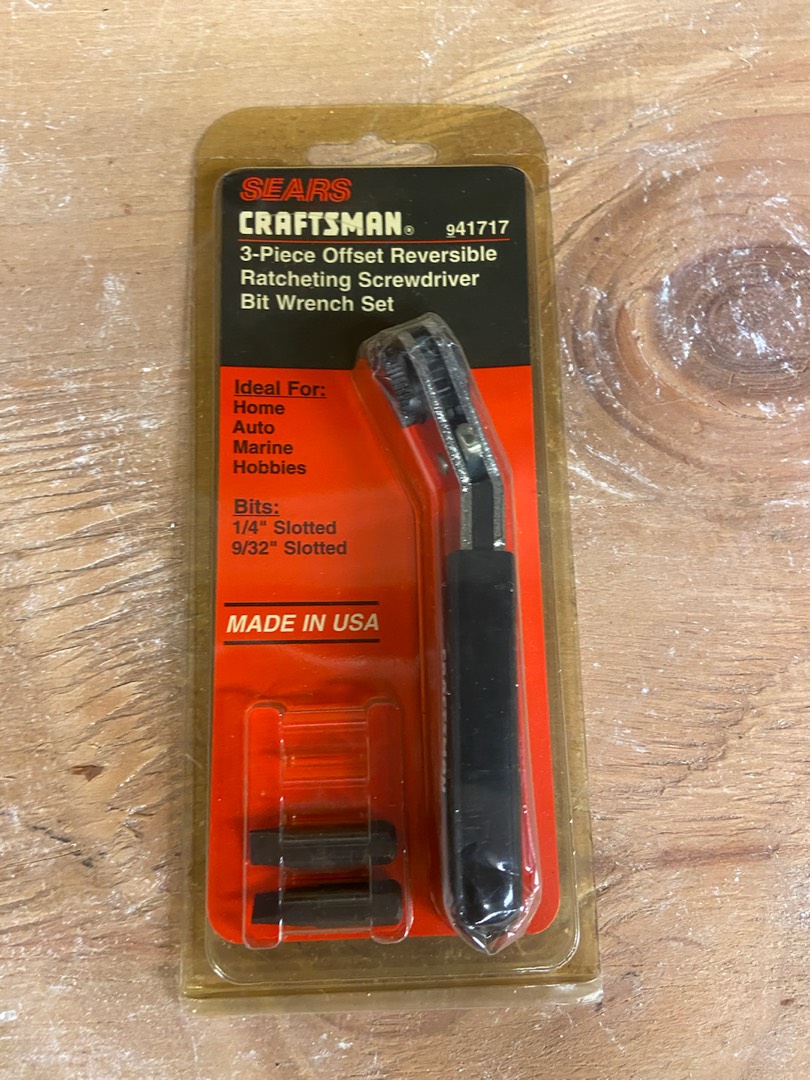 SEARS
CRAFTSMAN® 941717
3-Piece Offset Reversible
Ratcheting Screwdriver
Bit Wrench Set
Ideal For:
Home
Auto
Marine
Hobbies
Bits:
1/4" Slotted
9/32" Slotted
MADE IN USA